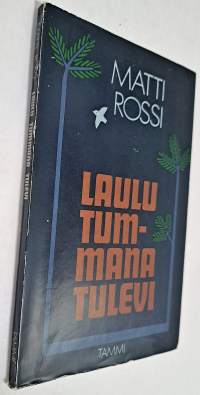 MATTI
ROSSI
LAULU
TUM-
MANA
TULEVI
TAMMI